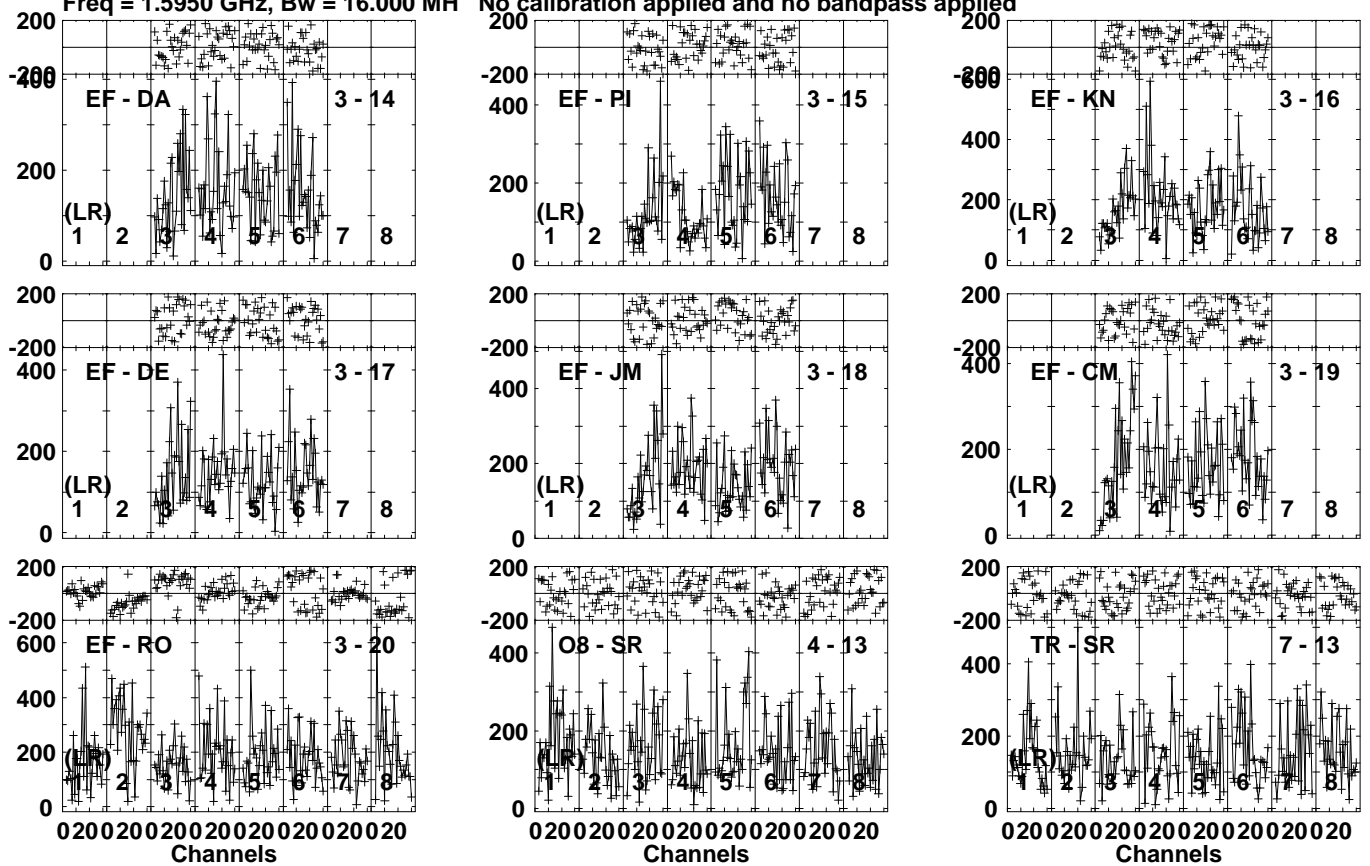 Freq = 1.5950 GHz, Bw = 16.000 MH No calibration applied and no bandpass applied
200
-200
400
200
0
EF - DA 3 - 14
(LR)
1 2 3 4 5 6 7 8
200
-200
400
200
0
EF - PI 3 - 15
(LR)
1 2 3 4 5 6 7 8
200
-200
600
400
200
0
EF - KN 3 - 16
(LR)
1 2 3 4 5 6 7 8
200
-200
400
200
0
EF - DE 3 - 17
(LR)
1 2 3 4 5 6 7 8
200
-200
400
200
0
EF - JM 3 - 18
(LR)
1 2 3 4 5 6 7 8
200
-200
400
200
0
EF - CM 3 - 19
(LR)
1 2 3 4 5 6 7 8
200
-200
600
400
200
0
EF - RO 3 - 20
(LR)
1 2 3 4 5 6 7 8
0 20 0 20 0 20 0 20 0 20 0 20 0 20 0 20
Channels
200
-200
400
200
0
O8 - SR 4 - 13
(LR)
1 2 3 4 5 6 7 8
0 20 0 20 0 20 0 20 0 20 0 20 0 20 0 20
Channels
200
-200
400
200
0
TR - SR 7 - 13
(LR)
1 2 3 4 5 6 7 8
0 20 0 20 0 20 0 20 0 20 0 20 0 20 0 20
Channels